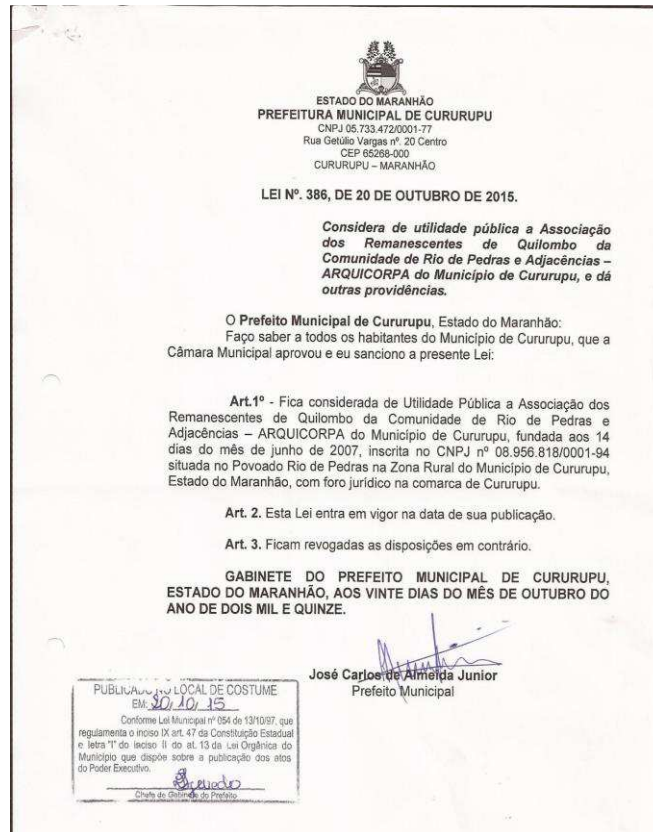 ESTADO DO MARANHÃO
PREFEITURA MUNICIPAL DE CURURUPU
CNPJ 05.733.472/0001-77
Rua Getúlio Vargas nº. 20 Centro
CEP 65268-000
CURURUPU – MARANHÃO
LEI Nº. 386, DE 20 DE OUTUBRO DE 2015.
Considera de utilidade pública a Associação
dos Remanescentes de Quilombo da
Comunidade de Rio de Pedras e Adjacências –
ARQUICORPA do Município de Cururupu, e dá
outras providências.
O Prefeito Municipal de Cururupu, Estado do Maranhão:
Faço saber a todos os habitantes do Município de Cururupu, que a
Câmara Municipal aprovou e eu sanciono a presente Lei:
Art.1º - Fica considerada de Utilidade Pública a Associação dos
Remanescentes de Quilombo da Comunidade de Rio de Pedras e
Adjacências – ARQUICORPA do Município de Cururupu, fundada aos 14
dias do mês de junho de 2007, inscrita no CNPJ nº 08.956.818/0001-94
situada no Povoado Rio de Pedras na Zona Rural do Município de Cururupu,
Estado do Maranhão, com foro jurídico na comarca de Cururupu.
Art. 2. Esta Lei entra em vigor na data de sua publicação.
Art. 3. Ficam revogadas as disposições em contrário.
GABINETE DO PREFEITO MUNICIPAL DE CURURUPU,
ESTADO DO MARANHÃO, AOS VINTE DIAS DO MÊS DE OUTUBRO DO
ANO DE DOIS MIL E QUINZE.
José Carlos de Almeida Junior
Prefeito Municipal
PUBLICADO NO LOCAL DE COSTUME
EM: 20/10/15
Conforme Lei Municipal nº 054 de 13/10/97, que
regulamenta o inciso IX art. 47 da Constituição Estadual
e letra "I" do inciso II do at. 13 da Lei Orgânica do
Município que dispõe sobre a publicação dos atos
do Poder Executivo.
Chefe de Gabinete do Prefeito